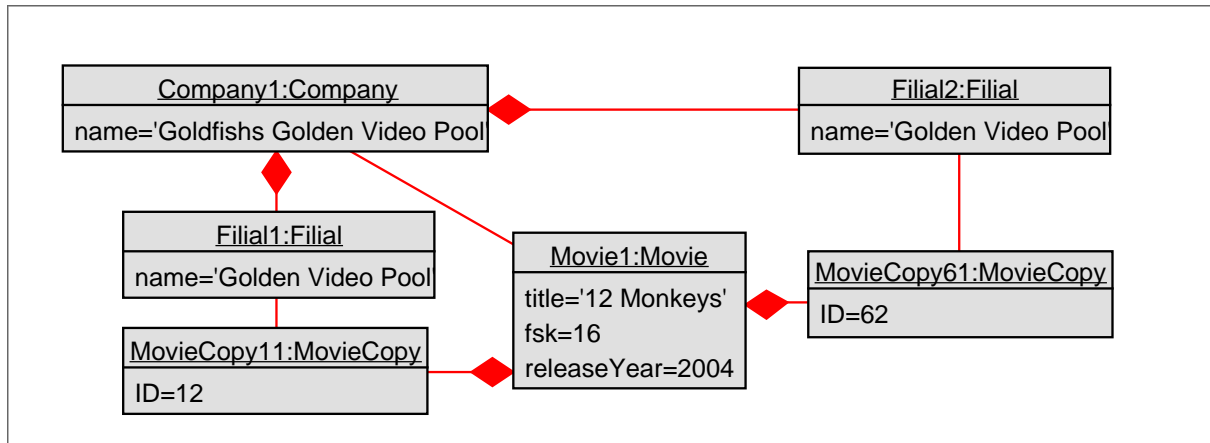 Company1:Company
name='Goldfishs Golden Video Pool'
Filial2:Filial
name='Golden Video Pool'
Filial1:Filial
name='Golden Video Pool'
Movie1:Movie
title='12 Monkeys'
fsk=16
releaseYear=2004
MovieCopy61:MovieCopy
ID=62
MovieCopy11:MovieCopy
ID=12